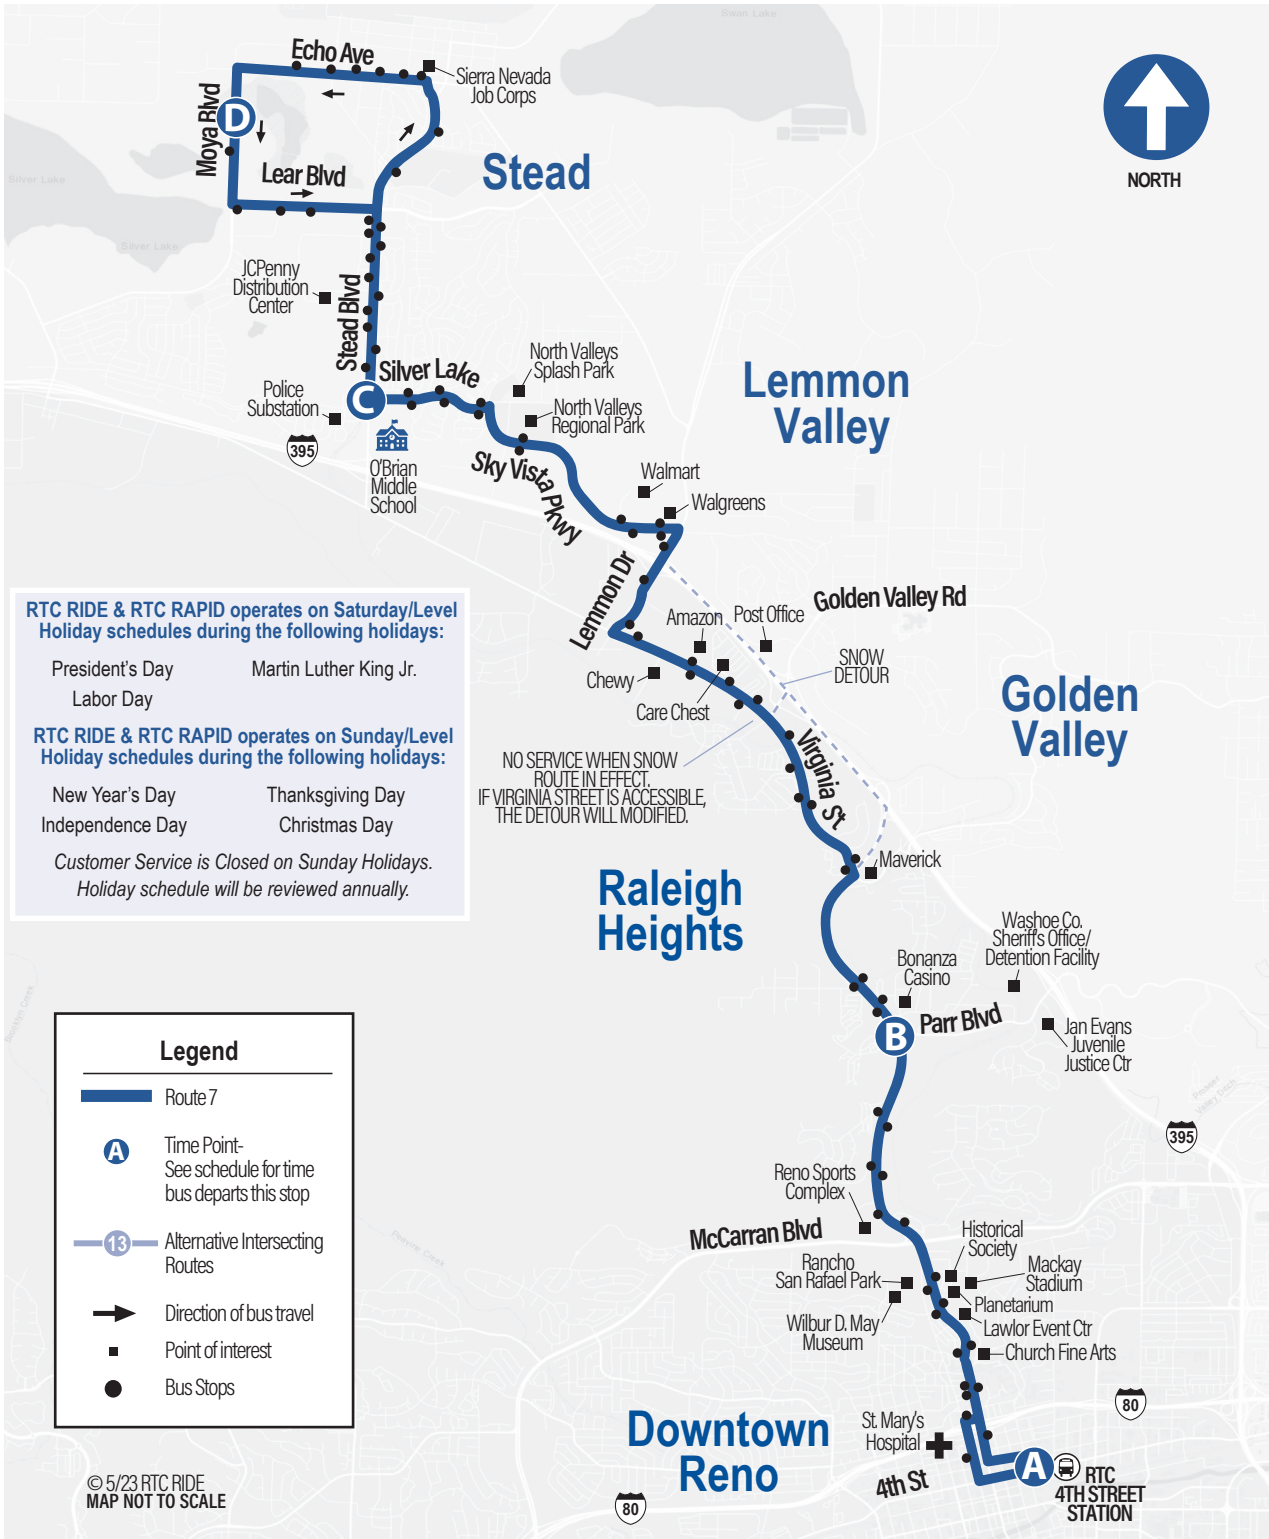 Swan Lake
Echo Ave
Sierra Nevada
Job Corps
Moya Blvd
D
Lear Blvd
Stead
NORTH
Silver Lake
Silver Lake
JCPenny
Distribution
Center
Stead Blvd
Silver Lake
C
North Valleys
Splash Park
North Valleys
Regional Park
Police
Substation
395
O'Brian
Middle
School
Lemmon
Valley
Sky Vista Pkwy
Walmart
Walgreens
Lemmon Dr
Golden Valley Rd
Amazon
Post Office
Chewy
Care Chest
SNOW
DETOUR
Golden
Valley
RTC RIDE & RTC RAPID operates on Saturday/Level
Holiday schedules during the following holidays:
President's Day
Martin Luther King Jr.
Labor Day
RTC RIDE & RTC RAPID operates on Sunday/Level
Holiday schedules during the following holidays:
New Year's Day
Thanksgiving Day
Independence Day
Christmas Day
Customer Service is Closed on Sunday Holidays.
Holiday schedule will be reviewed annually.
NO SERVICE WHEN SNOW
ROUTE IN EFFECT.
IF VIRGINIA STREET IS ACCESSIBLE,
THE DETOUR WILL MODIFIED.
Virginia St
Maverick
Raleigh
Heights
Washoe Co.
Sheriff's Office/
Detention Facility
Bonanza
Casino
B
Parr Blvd
Jan Evans
Juvenile
Justice Ctr
395
Legend
Route 7
A
Time Point-
See schedule for time
bus departs this stop
13
Alternative Intersecting
Routes
Direction of bus travel
Point of interest
Bus Stops
Peavine Creek
Reno Sports
Complex
McCarran Blvd
Historical
Society
Rancho
San Rafael Park
Mackay
Stadium
Planetarium
Wilbur D. May
Museum
Lawlor Event Ctr
Church Fine Arts
80
Downtown
Reno
St. Mary's
Hospital
4th St
A
RTC
4TH STREET
STATION
80
© 5/23 RTC RIDE
MAP NOT TO SCALE